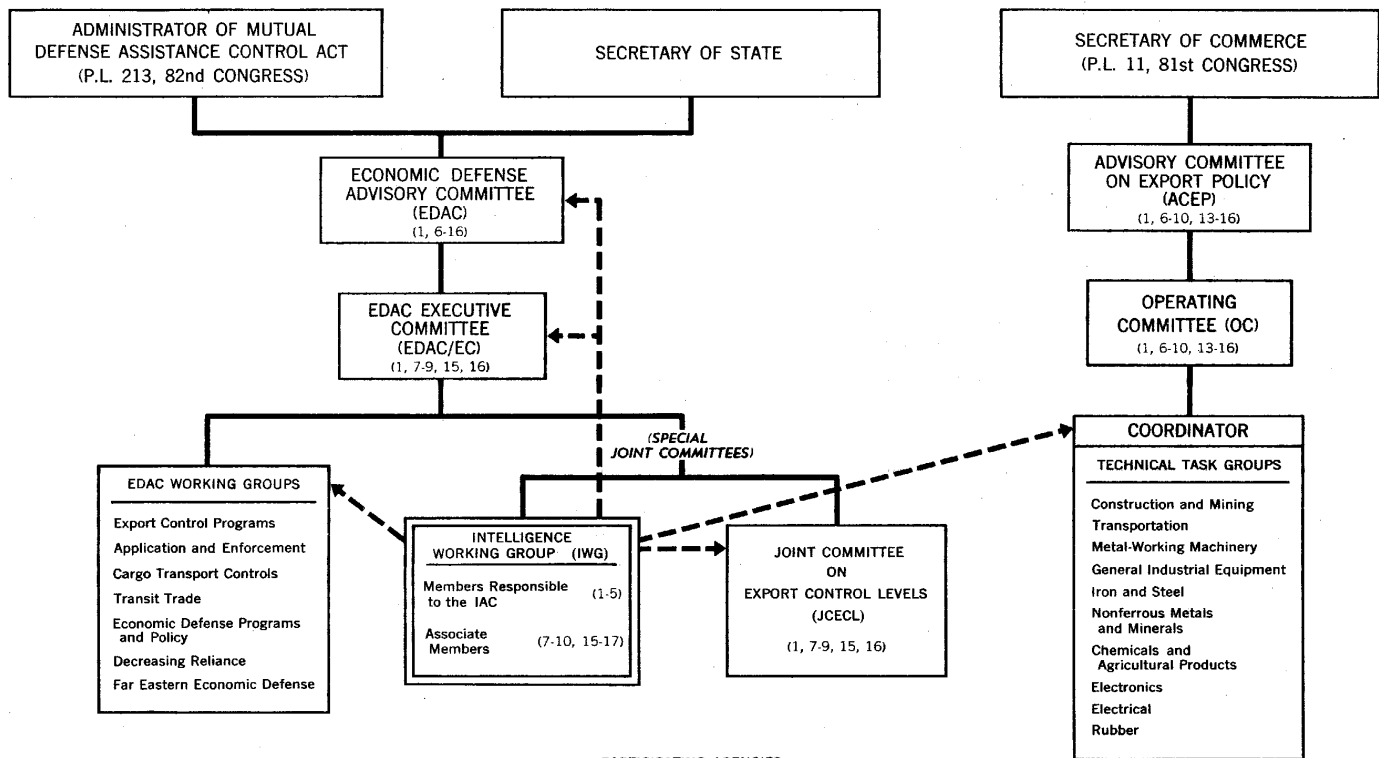 ADMINISTRATOR OF MUTUAL
DEFENSE ASSISTANCE CONTROL ACT
(P.L. 213, 82nd CONGRESS)
SECRETARY OF STATE
SECRETARY OF COMMERCE
(P.L. 11, 81st CONGRESS)
ECONOMIC DEFENSE
ADVISORY COMMITTEE
(EDAC)
(1, 6-16)
ADVISORY COMMITTEE
ON EXPORT POLICY
(ACEP)
(1, 6-10, 13-16)
EDAC EXECUTIVE
COMMITTEE
(EDAC/EC)
(1, 7-9, 15, 16)
OPERATING
COMMITTEE (OC)
(1, 6-10, 13-16)
(SPECIAL
JOINT COMMITTEES)
EDAC WORKING GROUPS
Export Control Programs
Application and Enforcement
Cargo Transport Controls
Transit Trade
Economic Defense Programs
and Policy
Decreasing Reliance
Far Eastern Economic Defense
INTELLIGENCE
WORKING GROUP (IWG)
Members Responsible
to the IAC (1-5)
Associate
Members (7-10, 15-17)
JOINT COMMITTEE
ON
EXPORT CONTROL LEVELS
(JCECL)
(1, 7-9, 15, 16)
COORDINATOR
TECHNICAL TASK GROUPS
Construction and Mining
Transportation
Metal-Working Machinery
General Industrial Equipment
Iron and Steel
Nonferrous Metals
and Minerals
Chemicals and
Agricultural Products
Electronics
Electrical
Rubber